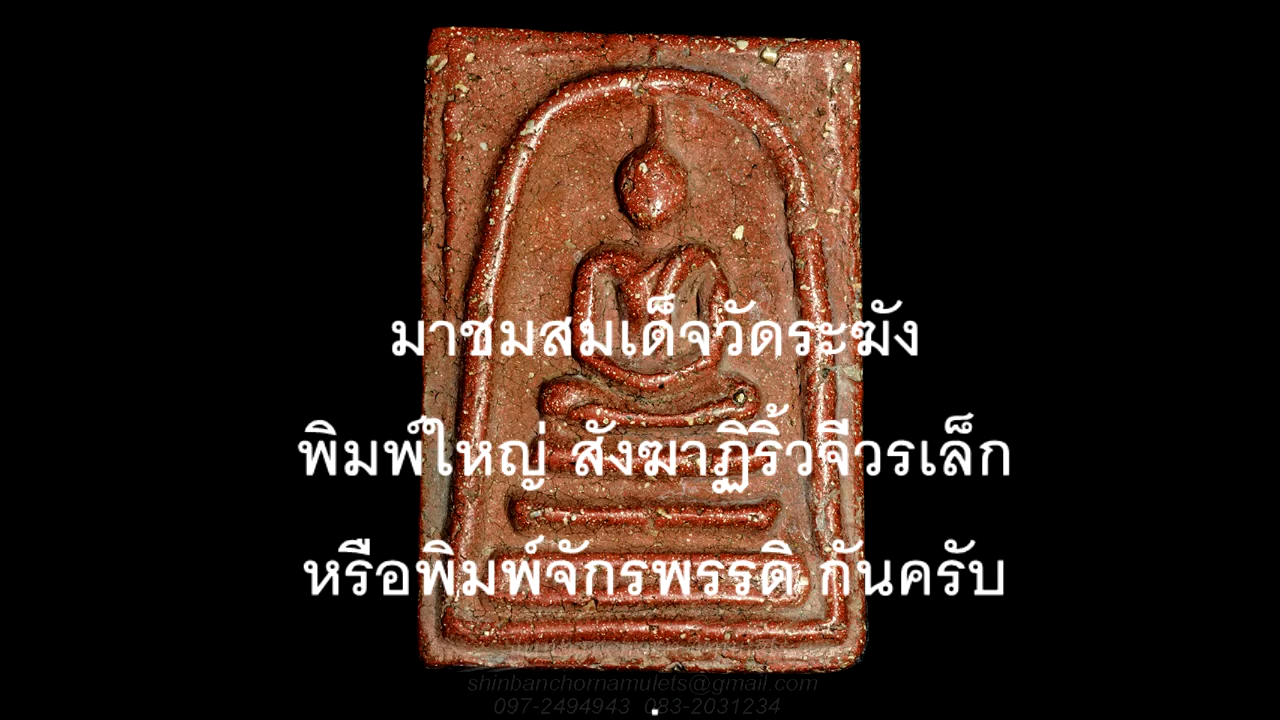 มาชมสมเด็จวัดระฆัง
พิมพ์ใหญ่ สังฆาฏิริ้วจีวรเล็ก
หรือพิมพ์จักรพรรดิ กันครับ
shinbanchornamulets@gmail.com
097-2494943 083-2031234